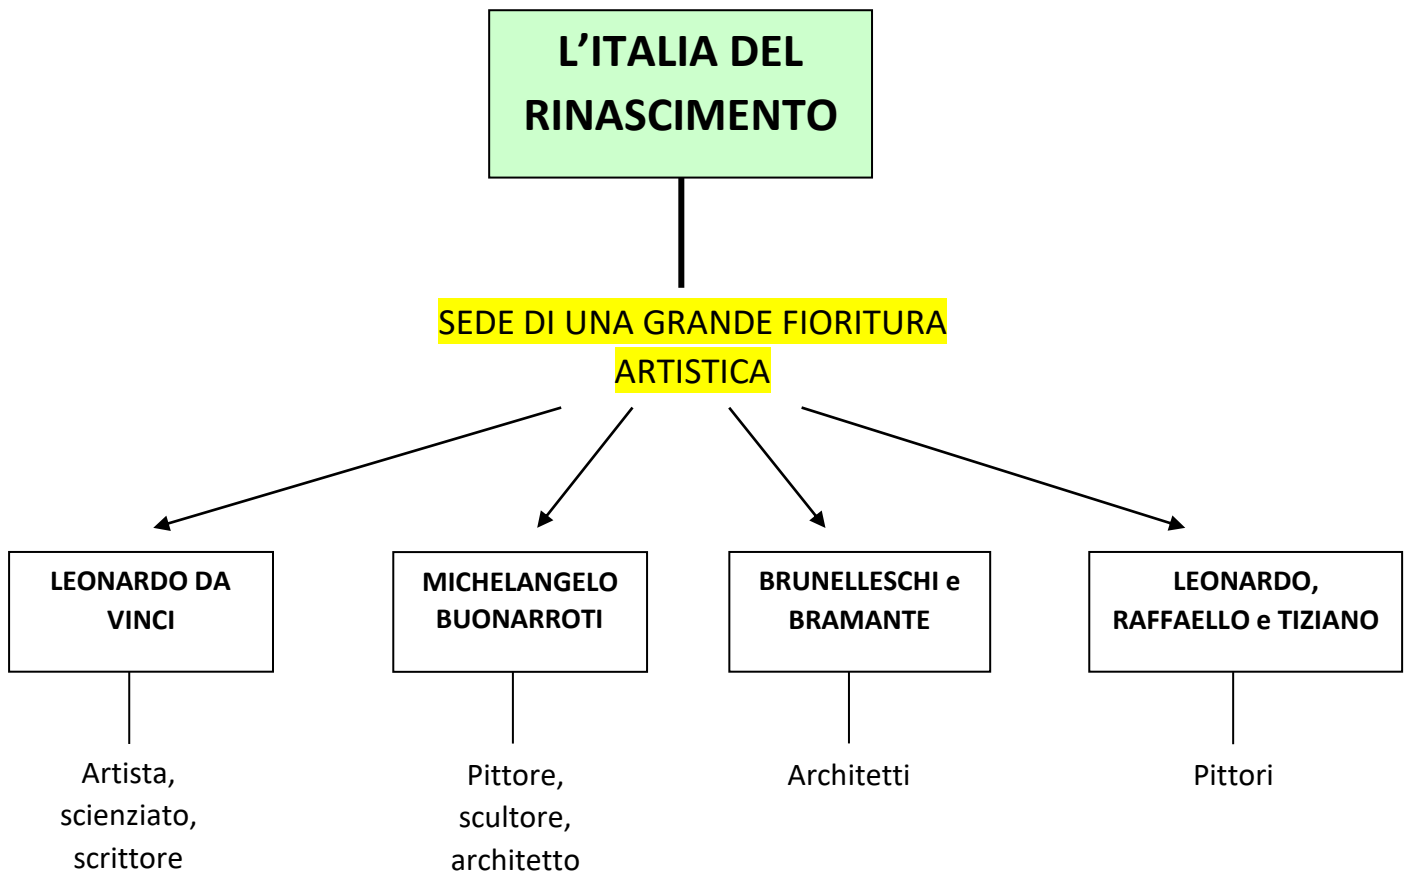 L’ITALIA DEL
RINASCIMENTO
SEDE DI UNA GRANDE FIORITURA
ARTISTICA
LEONARDO DA
VINCI
MICHELANGELO
BUONARROTI
BRUNELLESCHI e
BRAMANTE
LEONARDO,
RAFFAELLO e TIZIANO
Artista,
scienziato,
scrittore
Pittore,
scultore,
architetto
Architetti
Pittori